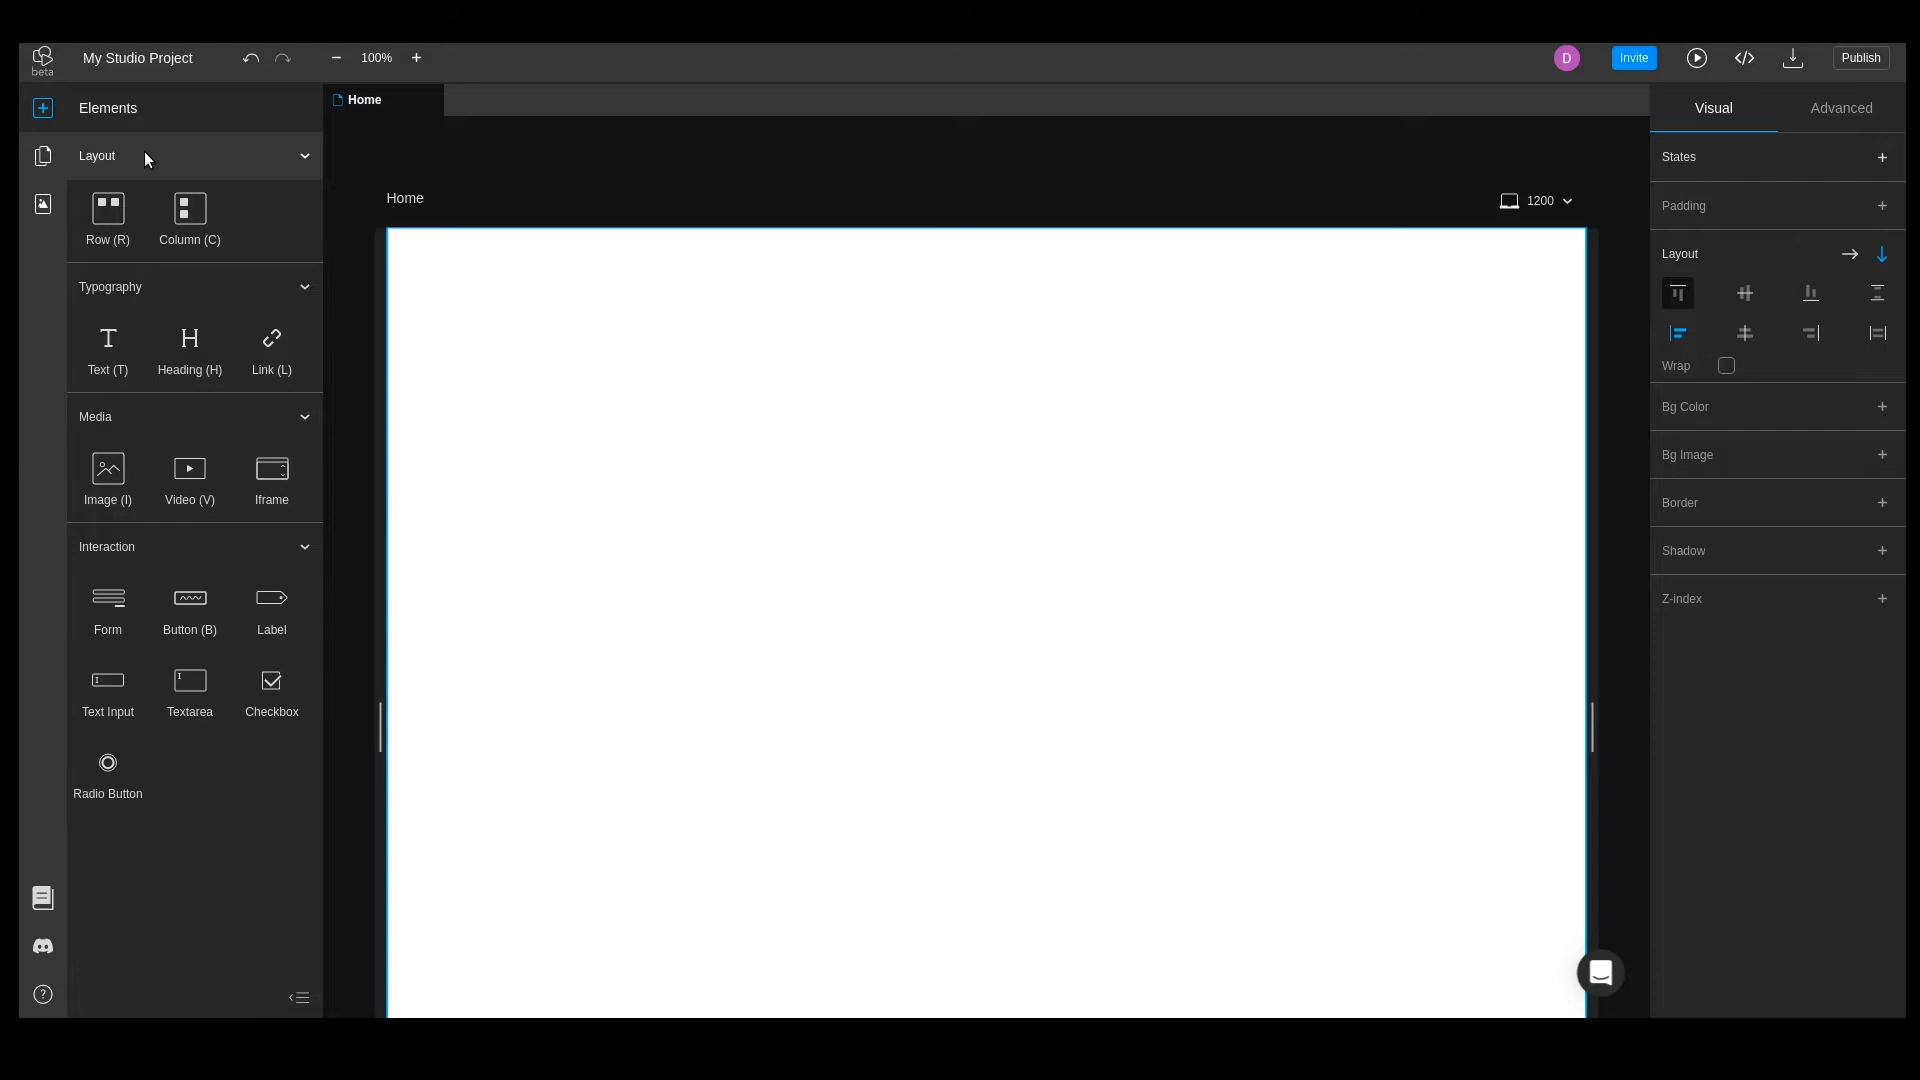 beta
My Studio Project
100%
D
Invite
Publish
Elements
Home
Visual
Advanced
Layout
Row (R)
Column (C)
Typography
Text (T)
Heading (H)
Link (L)
Media
Image (I)
Video (V)
Iframe
Interaction
Form
Button (B)
Label
Text Input
Textarea
Checkbox
Radio Button
Home
1200
States
Padding
Layout
Wrap
Bg Color
Bg Image
Border
Shadow
Z-index